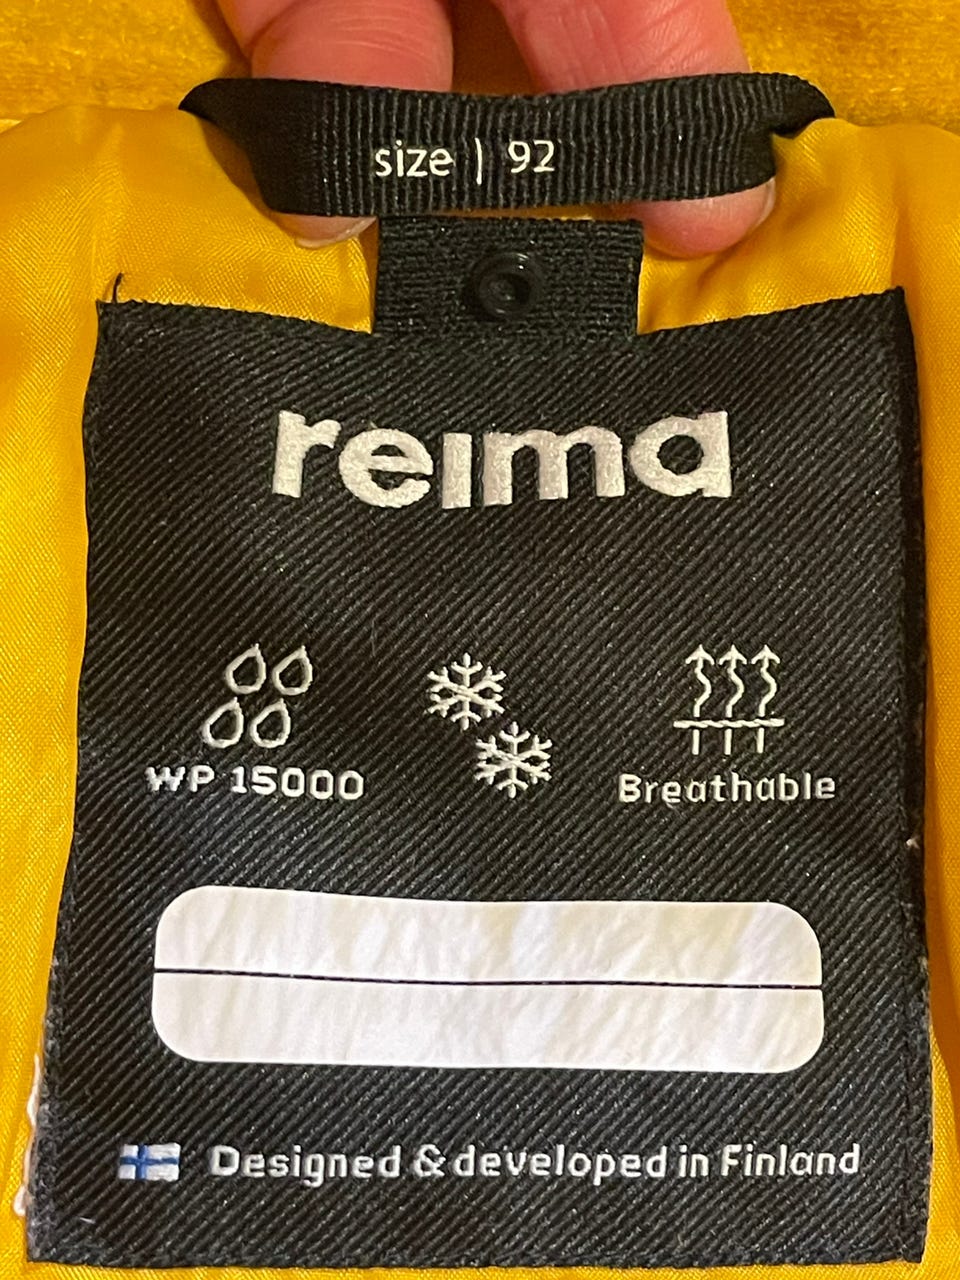 size | 92
reima
WP 15000
Breathable
Designed & developed in Finland